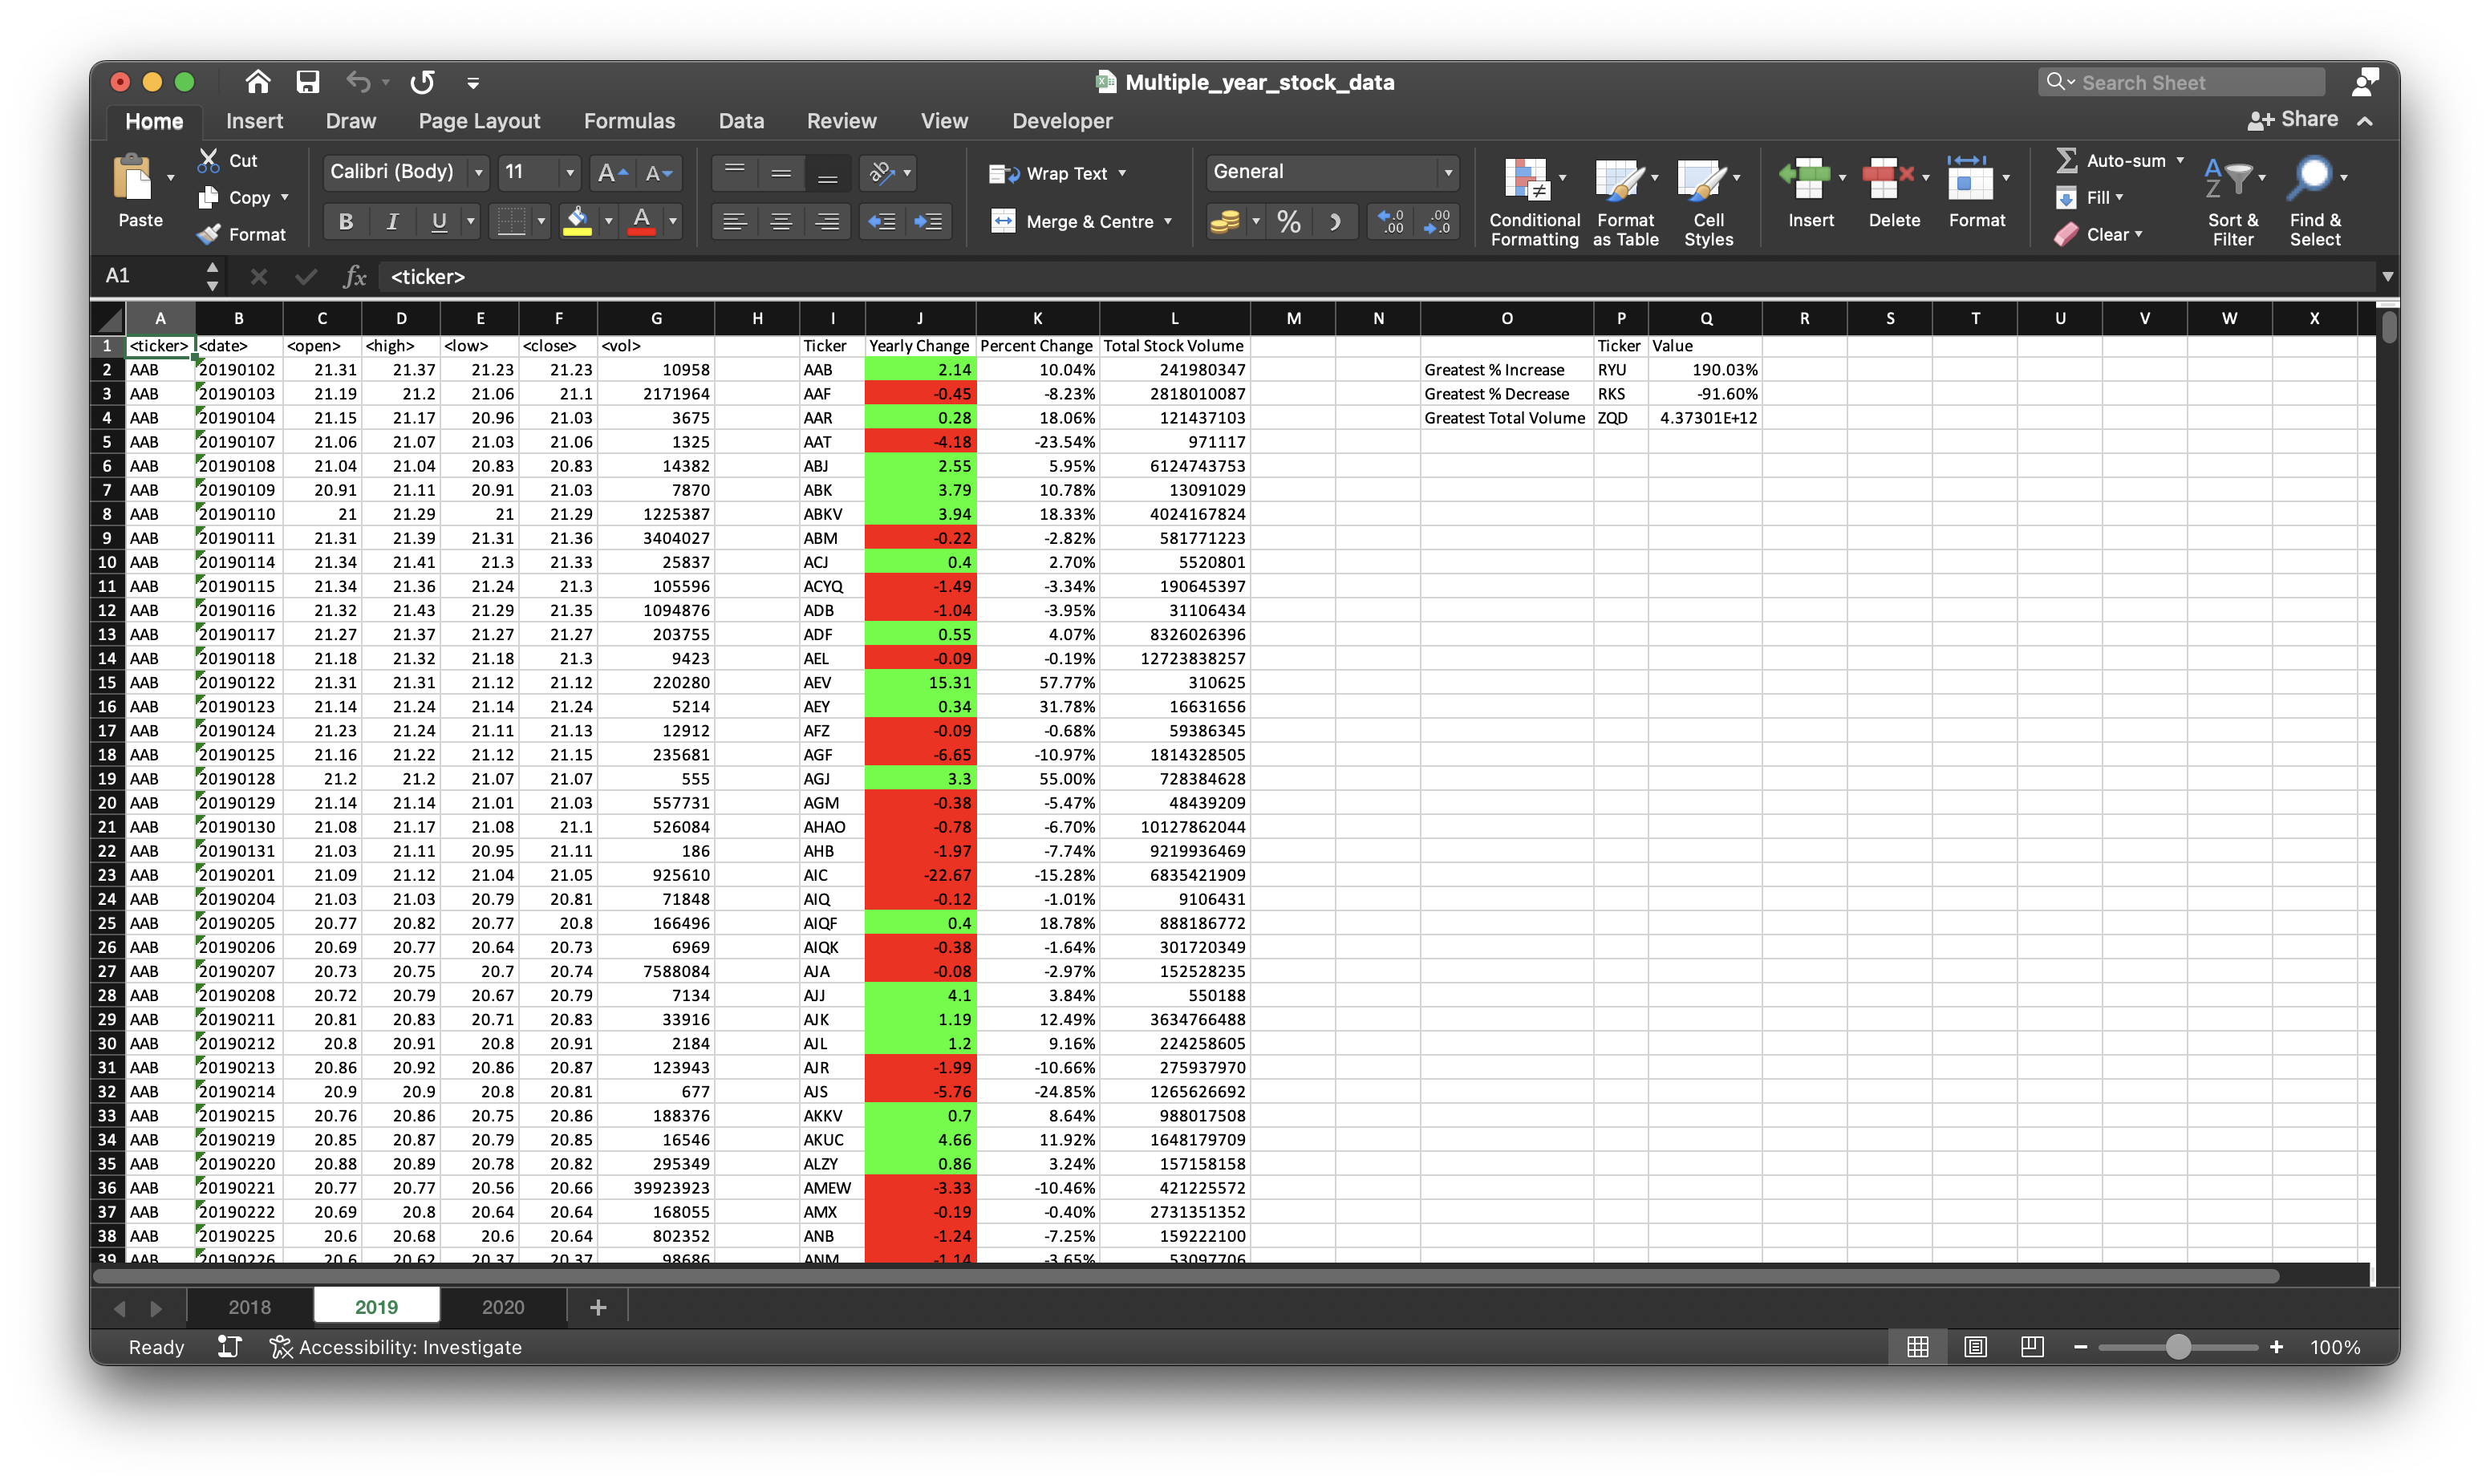 Multiple_year_stock_data
Search Sheet
Home Insert Draw Page Layout Formulas Data Review View Developer
Share
Paste
Cut
Copy
Format
Calibri (Body) 11
Wrap Text
Merge & Centre
General
Conditional Formatting
Format as Table
Cell Styles
Insert
Delete
Format
Auto-sum
Fill
Clear
Sort & Filter
Find & Select
A1 fx <ticker>
A B C D E F G H I J K L M N O P Q R S T U V W X
1 <ticker> <date> <open> <high> <low> <close> <vol> Ticker Yearly Change Percent Change Total Stock Volume Ticker Value
2 AAB 20190102 21.31 21.37 21.23 21.23 10958 AAB 2.14 10.04% 241980347 Greatest % Increase RYU 190.03%
3 AAB 20190103 21.19 21.2 21.06 21.1 2171964 AAF -0.45 -8.23% 2818010087 Greatest % Decrease RKS -91.60%
4 AAB 20190104 21.15 21.17 20.96 21.03 3675 AAR 0.28 18.06% 121437103 Greatest Total Volume ZQD 4.37301E+12
5 AAB 20190107 21.06 21.07 21.03 21.06 1325 AAT -4.18 -23.54% 971117
6 AAB 20190108 21.04 21.04 20.83 20.83 14382 ABJ 2.55 5.95% 6124743753
7 AAB 20190109 20.91 21.11 20.91 21.03 7870 ABK 3.79 10.78% 13091029
8 AAB 20190110 21 21.29 21 21.29 1225387 ABKV 3.94 18.33% 4024167824
9 AAB 20190111 21.31 21.39 21.31 21.36 3404027 ABM -0.22 -2.82% 581771223
10 AAB 20190114 21.34 21.41 21.3 21.33 25837 ACJ 0.4 2.70% 5520801
11 AAB 20190115 21.34 21.36 21.24 21.3 105596 ACYQ -1.49 -3.34% 190645397
12 AAB 20190116 21.32 21.43 21.29 21.35 1094876 ADB -1.04 -3.95% 31106434
13 AAB 20190117 21.27 21.37 21.27 21.27 203755 ADF 0.55 4.07% 8326026396
14 AAB 20190118 21.18 21.32 21.18 21.3 9423 AEL -0.09 -0.19% 12723838257
15 AAB 20190122 21.31 21.31 21.12 21.12 220280 AEV 15.31 57.77% 310625
16 AAB 20190123 21.14 21.24 21.14 21.24 5214 AEY 0.34 31.78% 16631656
17 AAB 20190124 21.23 21.24 21.11 21.13 12912 AFZ -0.09 -0.68% 59386345
18 AAB 20190125 21.16 21.22 21.12 21.15 235681 AGF -6.65 -10.97% 1814328505
19 AAB 20190128 21.2 21.2 21.07 21.07 555 AGJ 3.3 55.00% 728384628
20 AAB 20190129 21.14 21.14 21.01 21.03 557731 AGM -0.38 -5.47% 48439209
21 AAB 20190130 21.08 21.17 21.08 21.1 526084 AHAO -0.78 -6.70% 10127862044
22 AAB 20190131 21.03 21.11 20.95 21.11 186 AHB -1.97 -7.74% 9219936469
23 AAB 20190201 21.09 21.12 21.04 21.05 925610 AIC -22.67 -15.28% 6835421909
24 AAB 20190204 21.03 21.03 20.79 20.81 71848 AIQ -0.12 -1.01% 9106431
25 AAB 20190205 20.77 20.82 20.77 20.8 166496 AIQF 0.4 18.78% 888186772
26 AAB 20190206 20.69 20.77 20.64 20.73 6969 AIQK -0.38 -1.64% 301720349
27 AAB 20190207 20.73 20.75 20.7 20.74 7588084 AJA -0.08 -2.97% 152528235
28 AAB 20190208 20.72 20.79 20.67 20.79 7134 AJJ 4.1 3.84% 550188
29 AAB 20190211 20.81 20.83 20.71 20.83 33916 AJK 1.19 12.49% 3634766488
30 AAB 20190212 20.8 20.91 20.8 20.91 2184 AJL 1.2 9.16% 224258605
31 AAB 20190213 20.86 20.92 20.86 20.87 123943 AJR -1.99 -10.66% 275937970
32 AAB 20190214 20.9 20.9 20.8 20.81 677 AJS -5.76 -24.85% 1265626692
33 AAB 20190215 20.76 20.86 20.75 20.86 188376 AKKV 0.7 8.64% 988017508
34 AAB 20190219 20.85 20.87 20.79 20.85 16546 AKUC 4.66 11.92% 1648179709
35 AAB 20190220 20.88 20.89 20.78 20.82 295349 ALZY 0.86 3.24% 157158158
36 AAB 20190221 20.77 20.77 20.56 20.66 39923923 AMEW -3.33 -10.46% 421225572
37 AAB 20190222 20.69 20.8 20.64 20.64 168055 AMX -0.19 -0.40% 2731351352
38 AAB 20190225 20.6 20.68 20.6 20.64 802352 ANB -1.24 -7.25% 159222100
39 AAB 20190226 20.6 20.62 20.37 20.37 98686 ANM -1.14 -3.65% 53097706
2018 2019 2020 +
Ready Accessibility: Investigate 100%